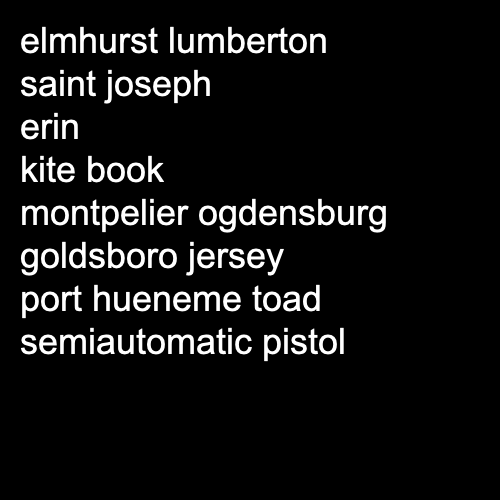 elmhurst lumberton
saint joseph
erin
kite book
montpelier ogdensburg
goldsboro jersey
port hueneme toad
semiautomatic pistol